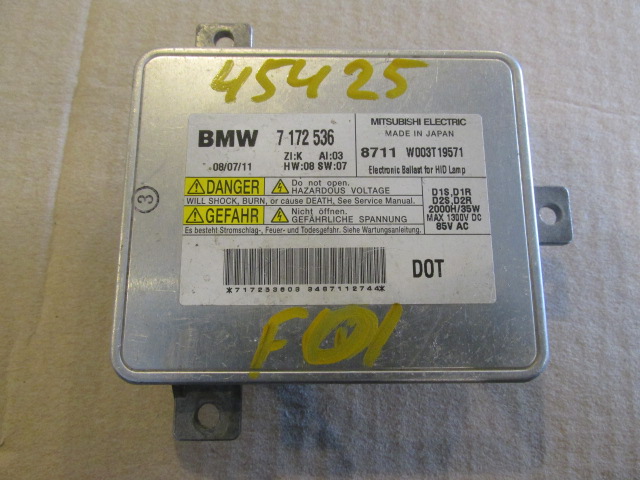 45425
BMW 7 172 536
ZI:K AI:03
08/07/11 HW:08 SW:07
MITSUBISHI ELECTRIC
MADE IN JAPAN
8711 W003T19571
Electronic Ballast for HID Lamp
DANGER Do not open.
HAZARDOUS VOLTAGE
WILL SHOCK, BURN, or cause DEATH, See Service Manual.
GEFAHR Nicht öffnen.
GEFÄHRLICHE SPANNUNG
Es besteht Stromschlag-, Feuer- und Todesgefahr. Siehe Wartungsanleitung.
D1S,D1R
D2S,D2R
2000H/35W
MAX 1300V DC
85V AC
3
DOT
*717253603 9487112744*
F01